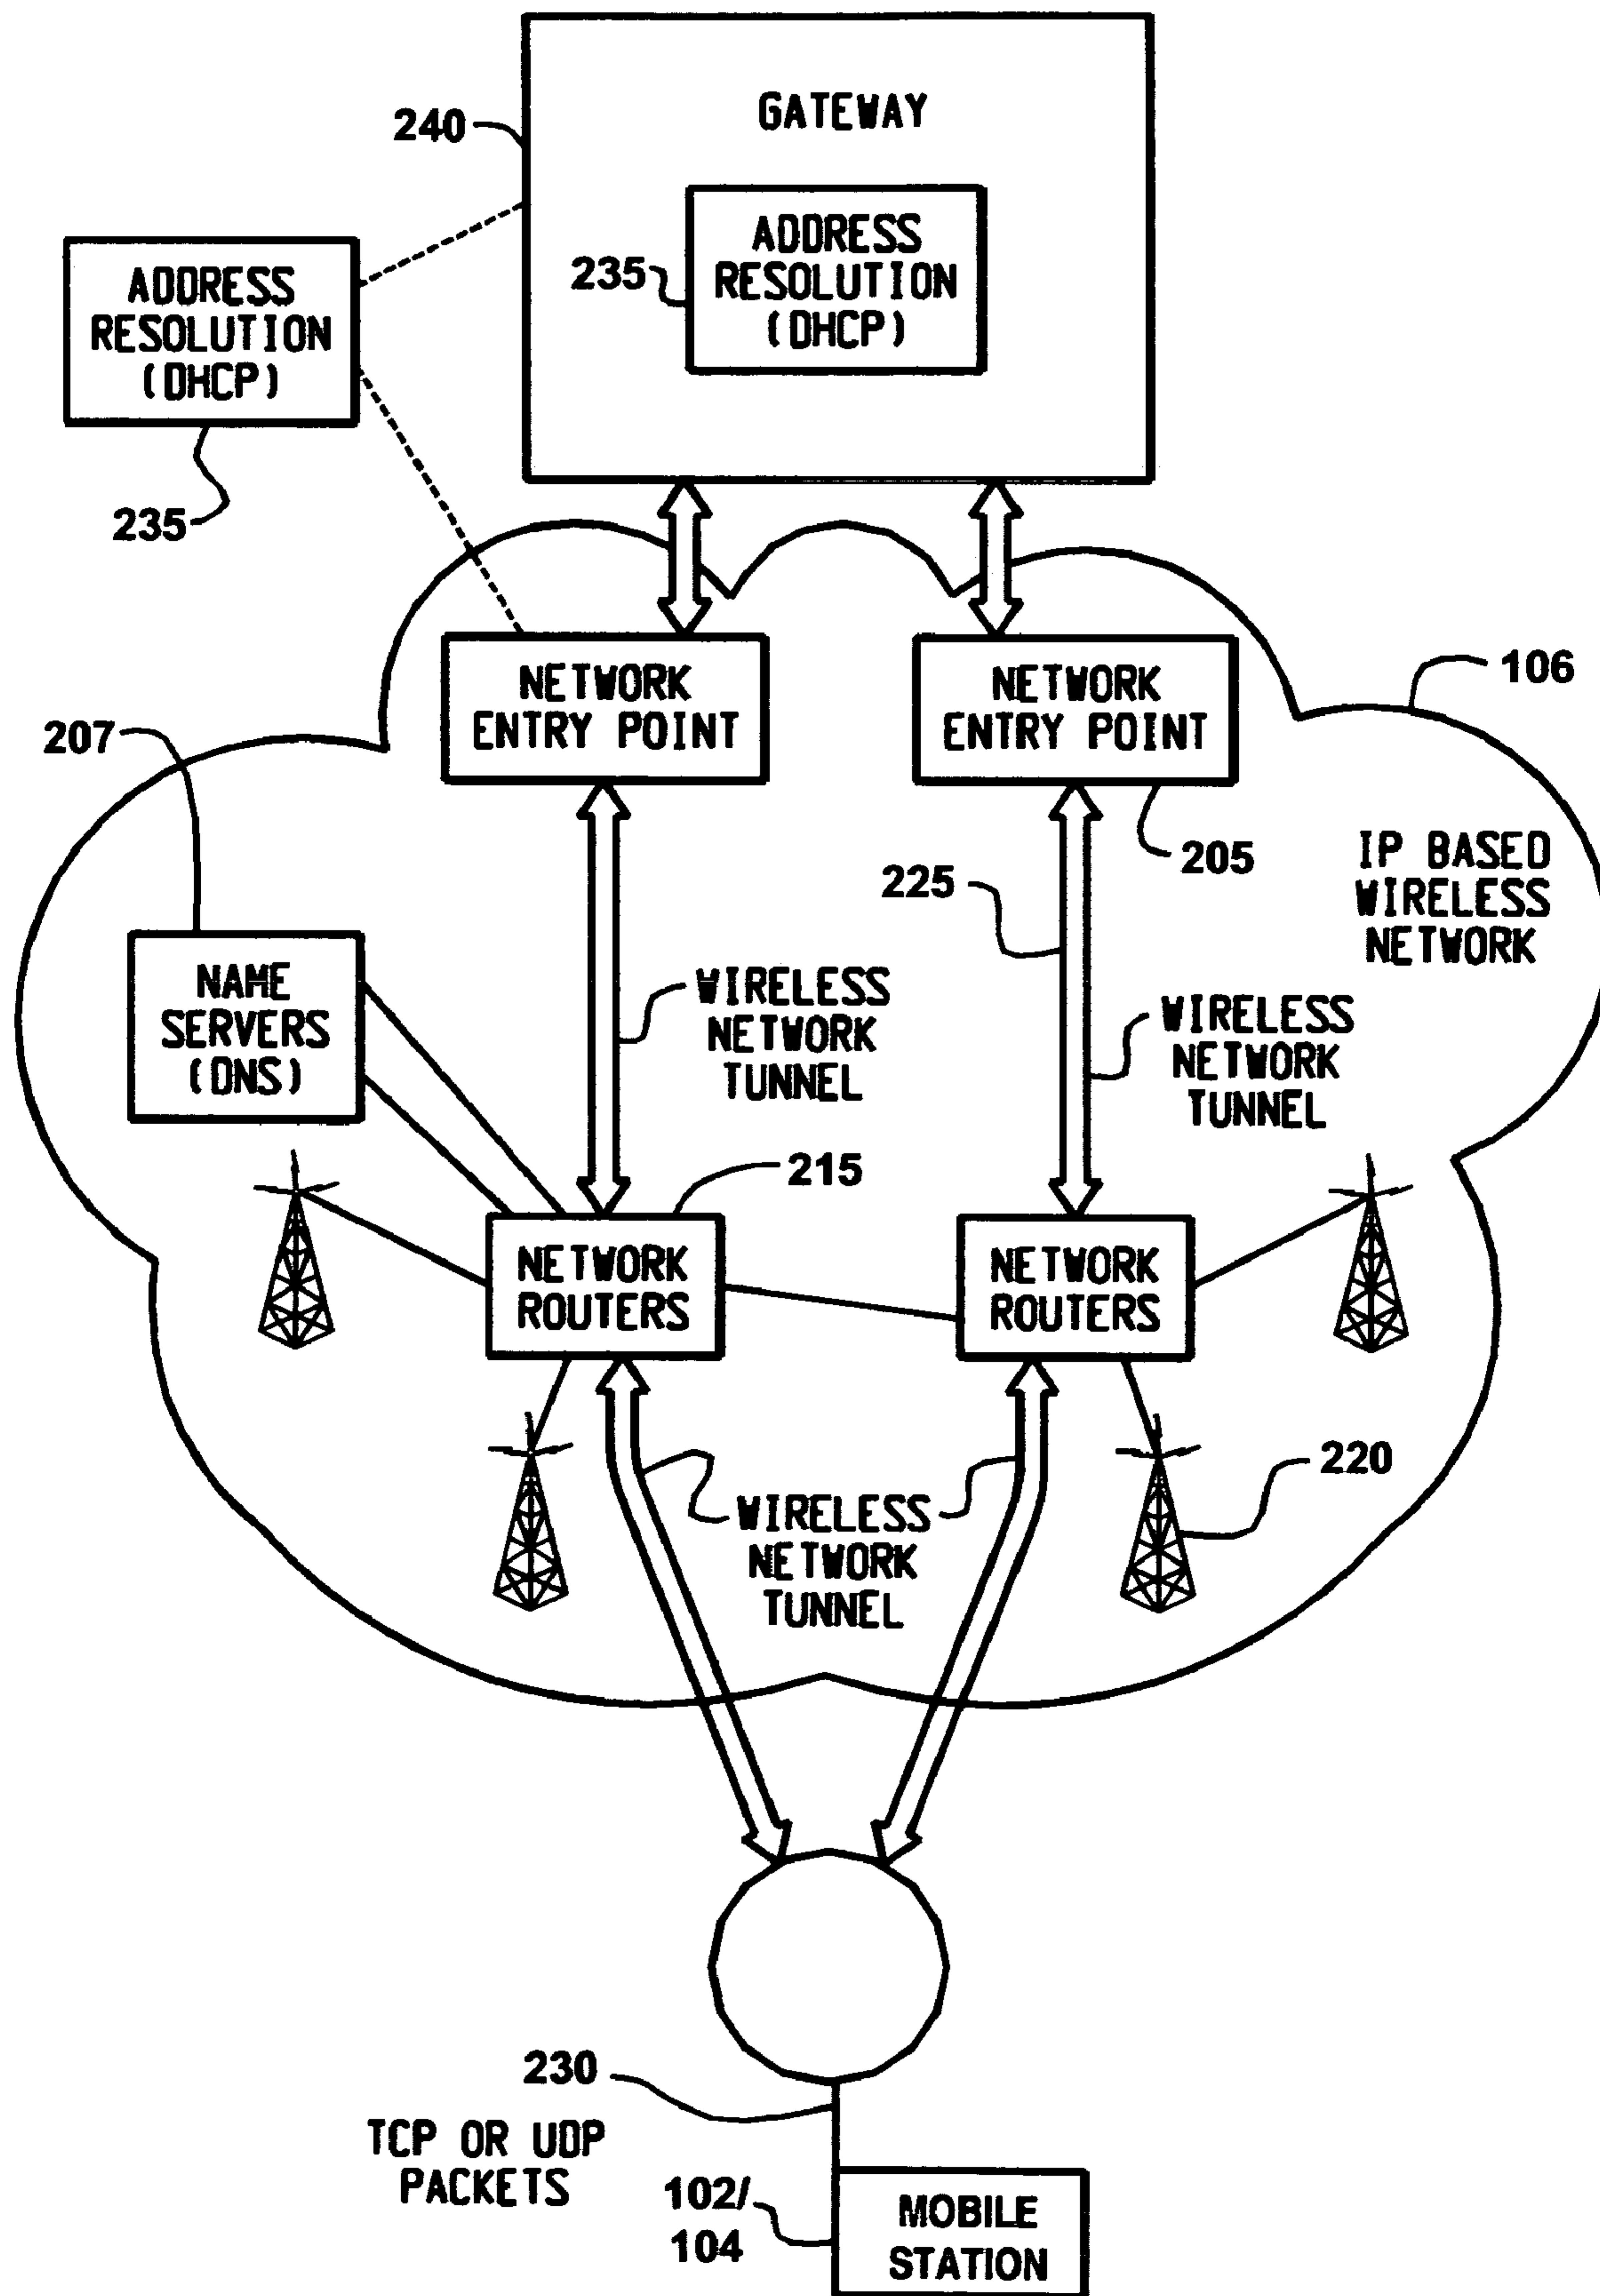 GATEWAY
240
ADDRESS
RESOLUTION
(DHCP)
235
ADDRESS
RESOLUTION
(DHCP)
235
NETWORK
ENTRY POINT
NETWORK
ENTRY POINT
106
207
205
225
IP BASED
WIRELESS
NETWORK
NAME
SERVERS
(DNS)
WIRELESS
NETWORK
TUNNEL
WIRELESS
NETWORK
TUNNEL
215
NETWORK
ROUTERS
NETWORK
ROUTERS
220
WIRELESS
NETWORK
TUNNEL
230
TCP OR UDP
PACKETS
102/
104
MOBILE
STATION